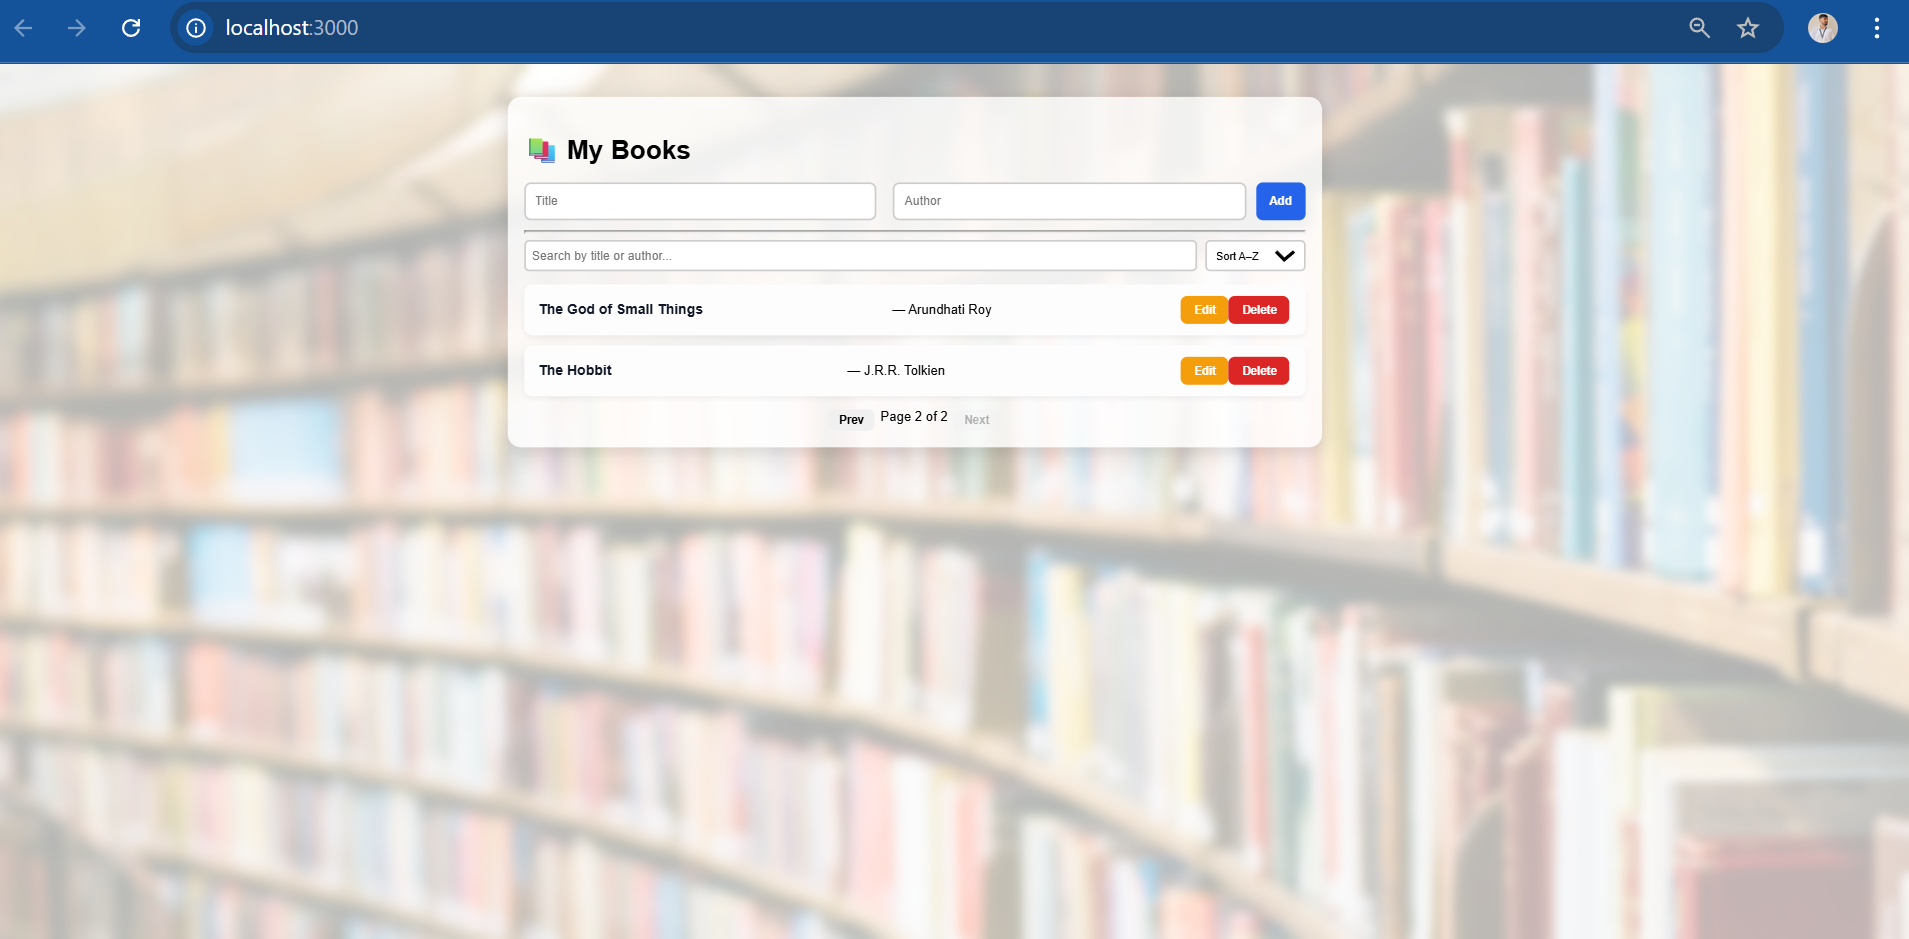 localhost:3000
My Books
Title Author Add
Search by title or author... Sort A–Z
The God of Small Things — Arundhati Roy Edit Delete
The Hobbit — J.R.R. Tolkien Edit Delete
Prev Page 2 of 2 Next